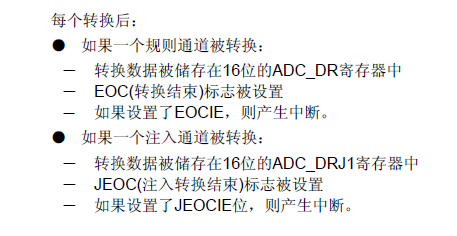 每个转换后：
● 如果一个规则通道被转换：
－ 转换数据被储存在16位的ADC_DR寄存器中
－ EOC(转换结束)标志被设置
－ 如果设置了EOCIE，则产生中断。
● 如果一个注入通道被转换：
－ 转换数据被储存在16位的ADC_DRJ1寄存器中
－ JEOC(注入转换结束)标志被设置
－ 如果设置了JEOCIE位，则产生中断。